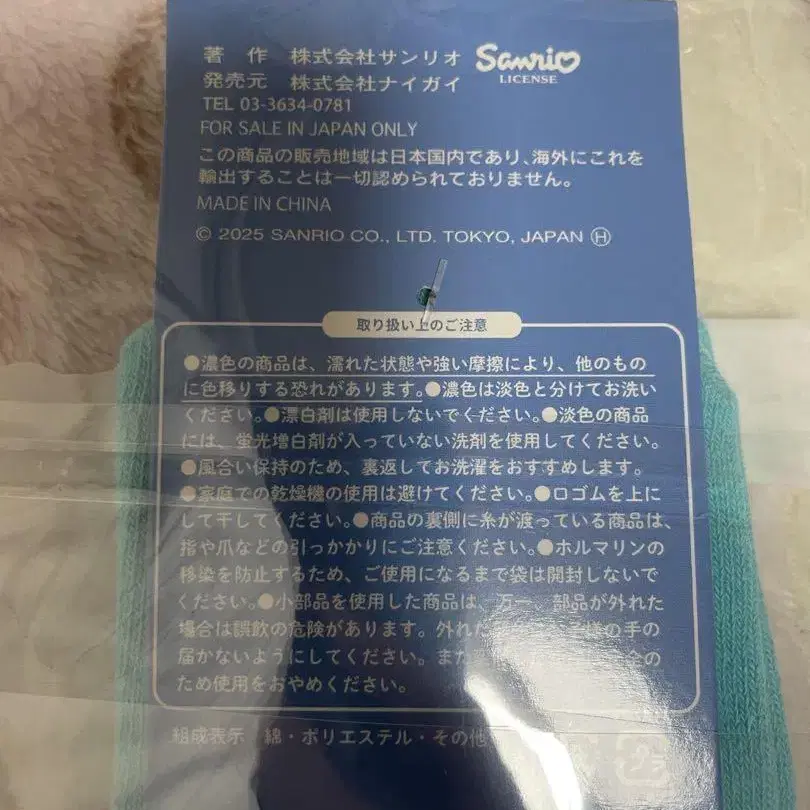 著 作 株式会社サンリオ Sanrio
LICENSE
発売元 株式会社ナイガイ
TEL 03-3634-0781
FOR SALE IN JAPAN ONLY
この商品の販売地域は日本国内であり、海外にこれを
輸出することは一切認められておりません。
MADE IN CHINA
© 2025 SANRIO CO., LTD. TOKYO, JAPAN Ⓗ
取り扱い上のご注意
●濃色の商品は、濡れた状態や強い摩擦により、他のもの
に色移りする恐れがあります。●濃色は淡色と分けてお洗い
ください。●漂白剤は使用しないでください。●淡色の商品
には、蛍光増白剤が入っていない洗剤を使用してください。
●風合い保持のため、裏返してお洗濯をおすすめします。
●家庭での乾燥機の使用は避けてください。●口ゴムを上に
して干してください。●商品の裏側に糸が渡っている商品は、
指や爪などの引っかかりにご注意ください。●ホルマリンの
移染を防止するため、ご使用になるまで袋は開封しないで
ください。●小部品を使用した商品は、万一、部品が外れた
場合は誤飲の危険があります。外れた 手の
届かないようにしてください。また 全の
ため使用をおやめください。
組成表示 綿・ポリエステル・その他
プラ